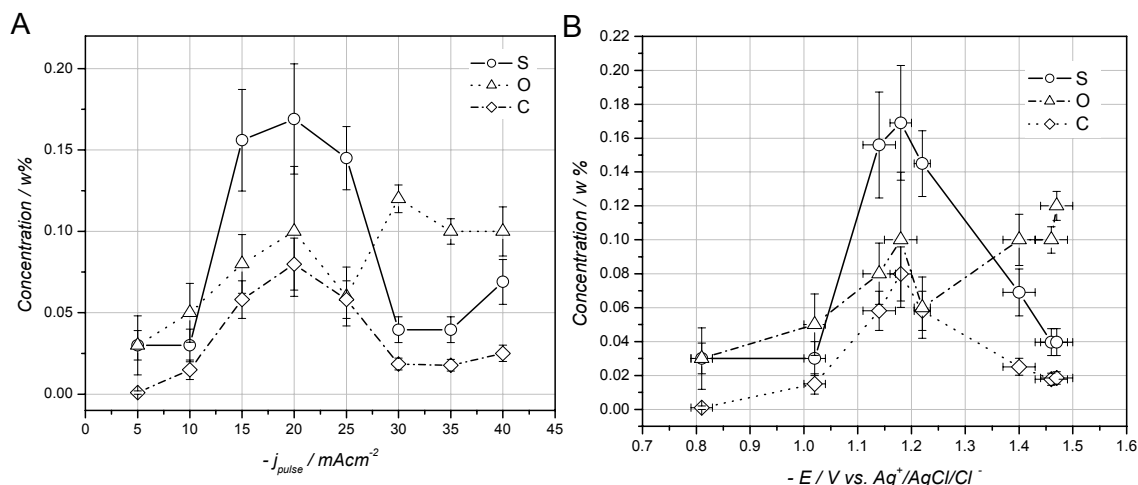 A
S
O
C
0.20
0.15
0.10
0.05
0.00
Concentration / w%
0 5 10 15 20 25 30 35 40 45
- j_pulse / mAcm⁻²
B
S
O
C
0.22
0.20
0.18
0.16
0.14
0.12
0.10
0.08
0.06
0.04
0.02
0.00
Concentration / w %
0.7 0.8 0.9 1.0 1.1 1.2 1.3 1.4 1.5 1.6
- E / V vs. Ag⁺/AgCl/Cl⁻